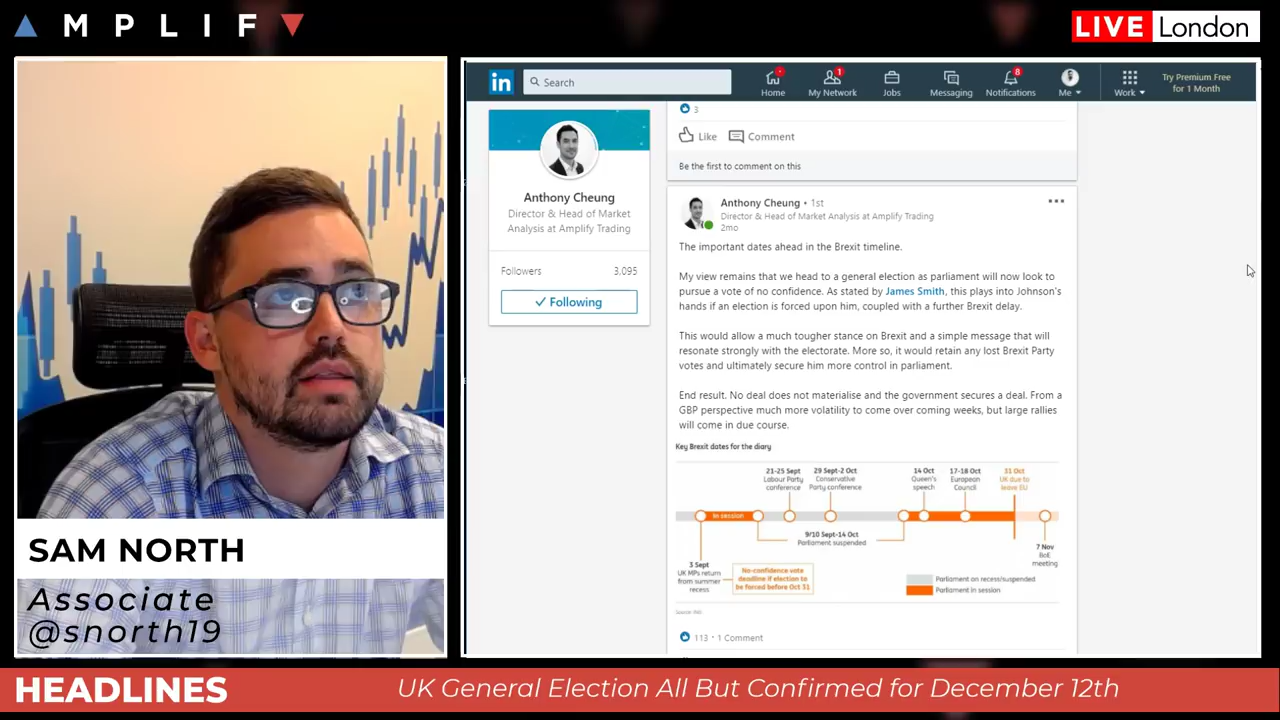 AMPLIFY
LIVE London
in
Search
Home
My Network
1
Jobs
Messaging
Notifications
8
Me
Work
Try Premium Free
for 1 Month
Anthony Cheung
Director & Head of Market
Analysis at Amplify Trading
Followers 3,095
Following
3
Like Comment
Be the first to comment on this
Anthony Cheung • 1st
Director & Head of Market Analysis at Amplify Trading
2mo
The important dates ahead in the Brexit timeline.
My view remains that we head to a general election as parliament will now look to
pursue a vote of no confidence. As stated by James Smith, this plays into Johnson's
hands if an election is forced upon him, coupled with a further Brexit delay.
This would allow a much tougher stance on Brexit and a simple message that will
resonate strongly with the electorate. More so, it would retain any lost Brexit Party
votes and ultimately secure him more control in parliament.
End result. No deal does not materialise and the government secures a deal. From a
GBP perspective much more volatility to come over coming weeks, but large rallies
will come in due course.
Key Brexit dates for the diary
21-25 Sept
Labour Party
conference
29 Sept-2 Oct
Conservative
Party conference
14 Oct
Queen's
speech
17-18 Oct
European
Council
31 Oct
UK due to
leave EU
In session
9/10 Sept-14 Oct
Parliament suspended
3 Sept
UK MPs return
from summer
recess
No-confidence vote
deadline if election to
be forced before Oct 31
7 Nov
BoE
meeting
Parliament on recess/suspended
Parliament in session
113 • 1 Comment
SAM NORTH
Associate
@snorth19
HEADLINES
UK General Election All But Confirmed for December 12th